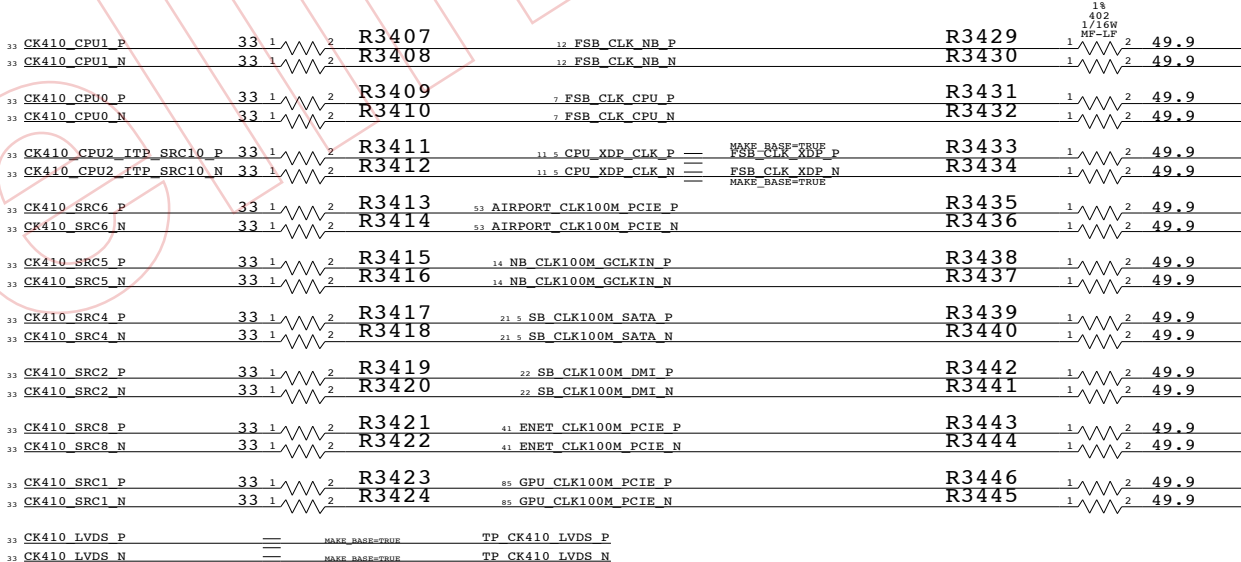 1%
402
1/16W
MF-LF
33 CK410_CPU1_P 33 1 2 R3407 12 FSB_CLK_NB_P R3429 1 2 49.9
33 CK410_CPU1_N 33 1 2 R3408 12 FSB_CLK_NB_N R3430 1 2 49.9
33 CK410_CPU0_P 33 1 2 R3409 7 FSB_CLK_CPU_P R3431 1 2 49.9
33 CK410_CPU0_N 33 1 2 R3410 7 FSB_CLK_CPU_N R3432 1 2 49.9
MAKE_BASE=TRUE
33 CK410_CPU2_ITP_SRC10_P 33 1 2 R3411 11 5 CPU_XDP_CLK_P FSB_CLK_XDP_P R3433 1 2 49.9
33 CK410_CPU2_ITP_SRC10_N 33 1 2 R3412 11 5 CPU_XDP_CLK_N FSB_CLK_XDP_N R3434 1 2 49.9
MAKE_BASE=TRUE
33 CK410_SRC6_P 33 1 2 R3413 53 AIRPORT_CLK100M_PCIE_P R3435 1 2 49.9
33 CK410_SRC6_N 33 1 2 R3414 53 AIRPORT_CLK100M_PCIE_N R3436 1 2 49.9
33 CK410_SRC5_P 33 1 2 R3415 14 NB_CLK100M_GCLKIN_P R3438 1 2 49.9
33 CK410_SRC5_N 33 1 2 R3416 14 NB_CLK100M_GCLKIN_N R3437 1 2 49.9
33 CK410_SRC4_P 33 1 2 R3417 21 5 SB_CLK100M_SATA_P R3439 1 2 49.9
33 CK410_SRC4_N 33 1 2 R3418 21 5 SB_CLK100M_SATA_N R3440 1 2 49.9
33 CK410_SRC2_P 33 1 2 R3419 22 SB_CLK100M_DMI_P R3442 1 2 49.9
33 CK410_SRC2_N 33 1 2 R3420 22 SB_CLK100M_DMI_N R3441 1 2 49.9
33 CK410_SRC8_P 33 1 2 R3421 41 ENET_CLK100M_PCIE_P R3443 1 2 49.9
33 CK410_SRC8_N 33 1 2 R3422 41 ENET_CLK100M_PCIE_N R3444 1 2 49.9
33 CK410_SRC1_P 33 1 2 R3423 85 GPU_CLK100M_PCIE_P R3446 1 2 49.9
33 CK410_SRC1_N 33 1 2 R3424 85 GPU_CLK100M_PCIE_N R3445 1 2 49.9
33 CK410_LVDS_P MAKE_BASE=TRUE TP_CK410_LVDS_P
33 CK410_LVDS_N MAKE_BASE=TRUE TP_CK410_LVDS_N